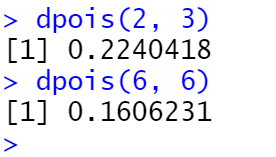 > dpois(2, 3)
[1] 0.2240418
> dpois(6, 6)
[1] 0.1606231
>